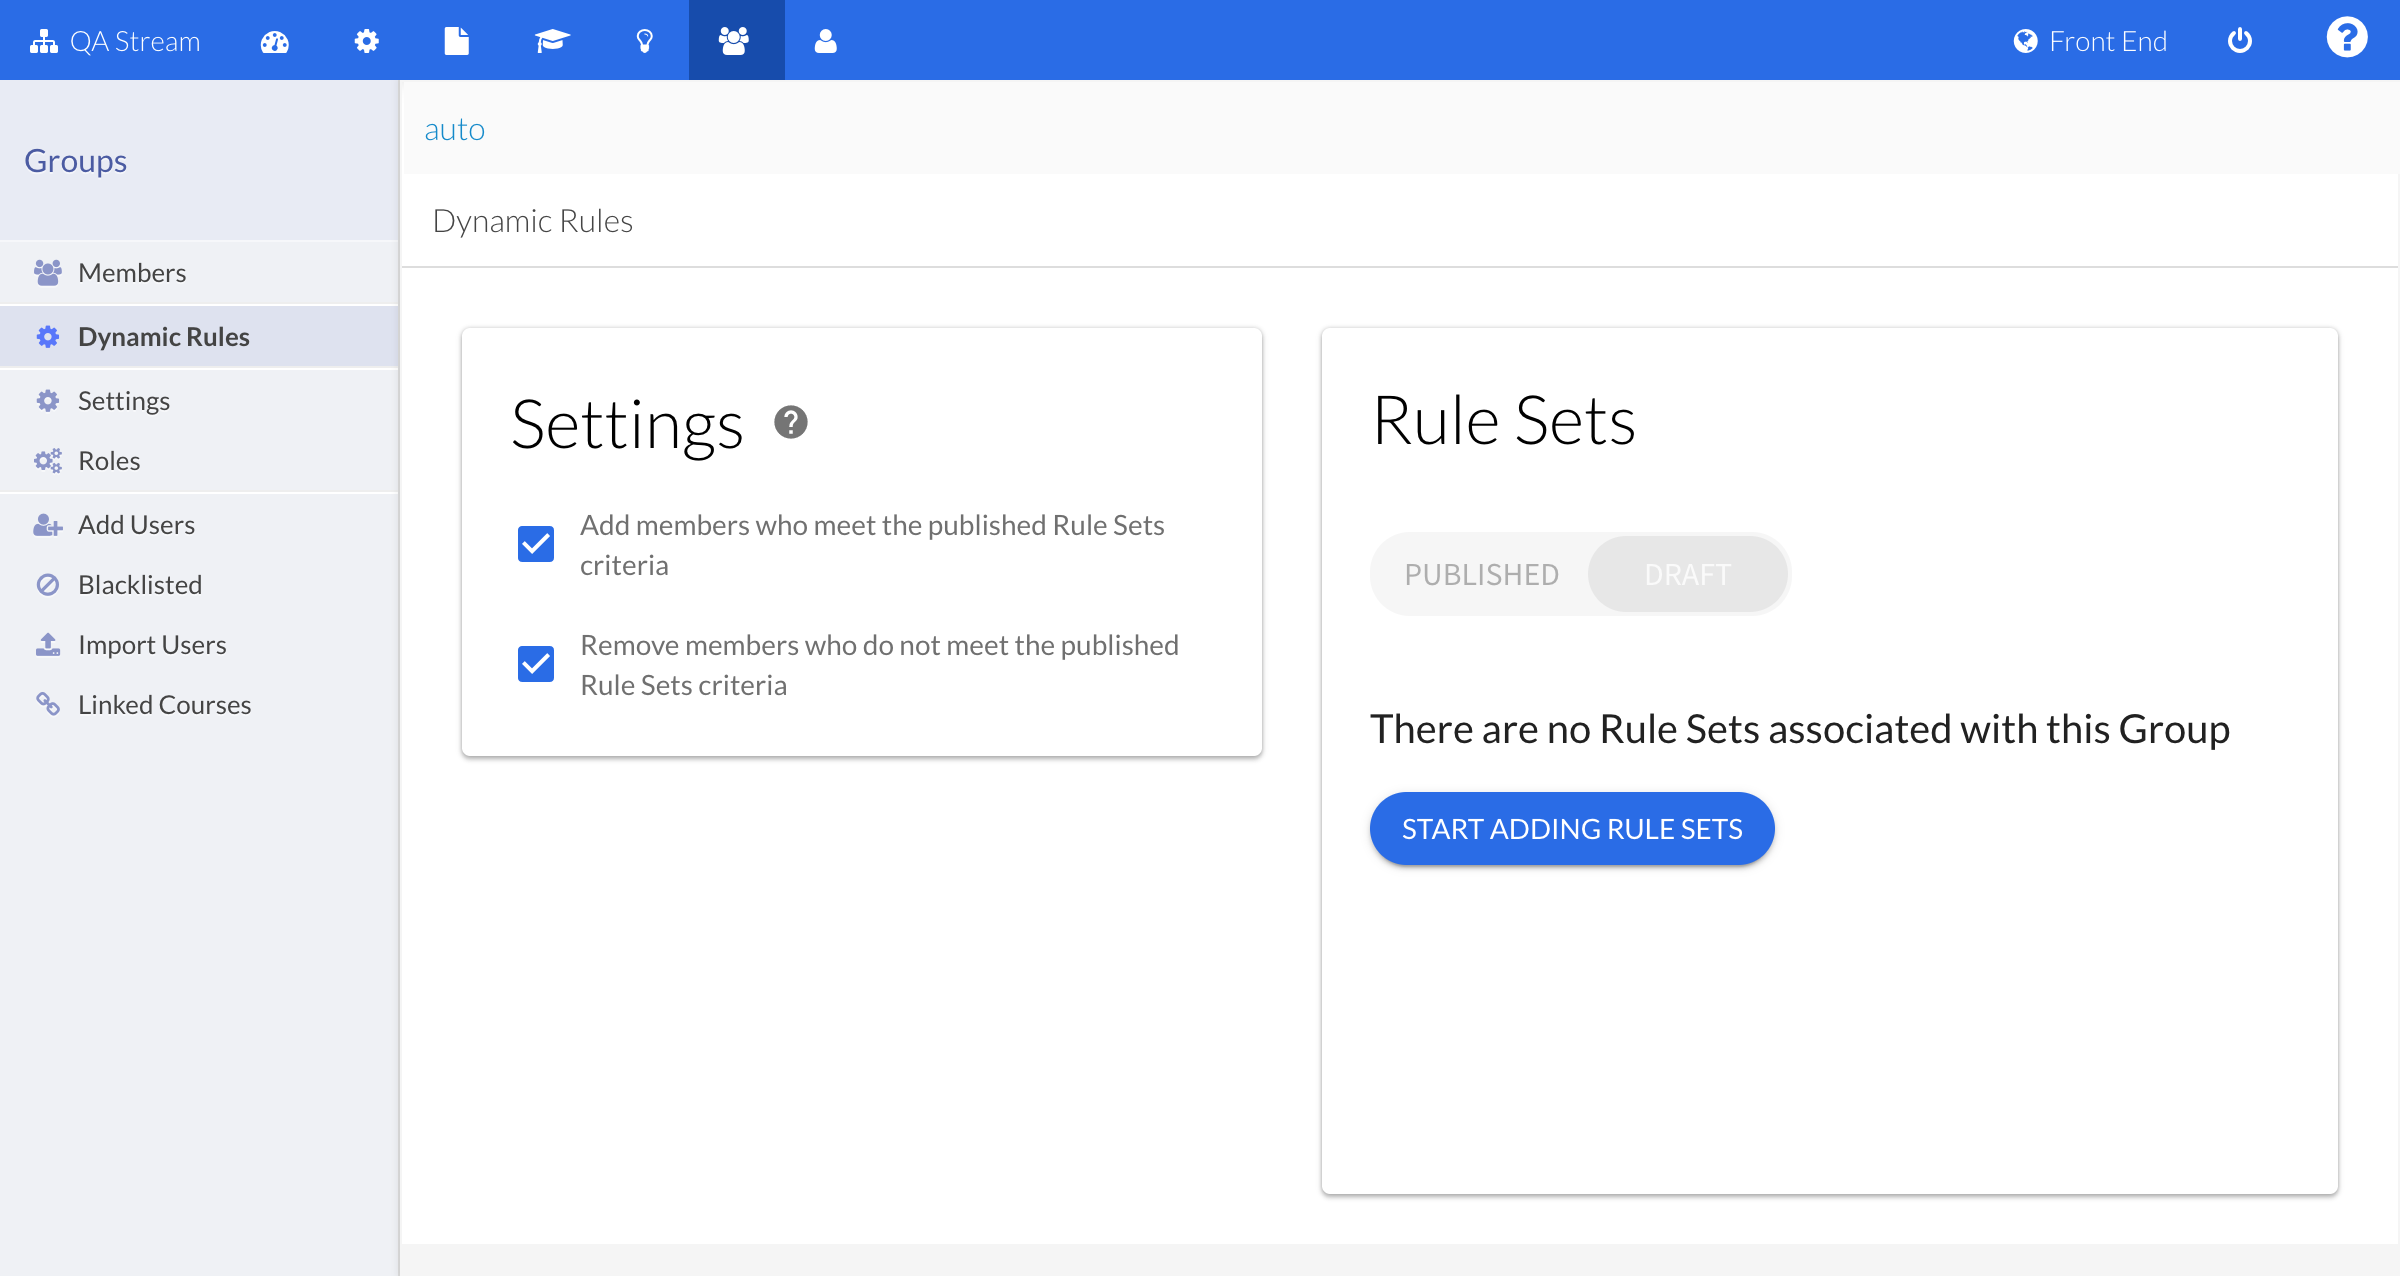 QA Stream
Front End
Groups
Members
Dynamic Rules
Settings
Roles
Add Users
Blacklisted
Import Users
Linked Courses
auto
Dynamic Rules
Settings
Add members who meet the published Rule Sets
criteria
Remove members who do not meet the published
Rule Sets criteria
Rule Sets
PUBLISHED DRAFT
There are no Rule Sets associated with this Group
START ADDING RULE SETS